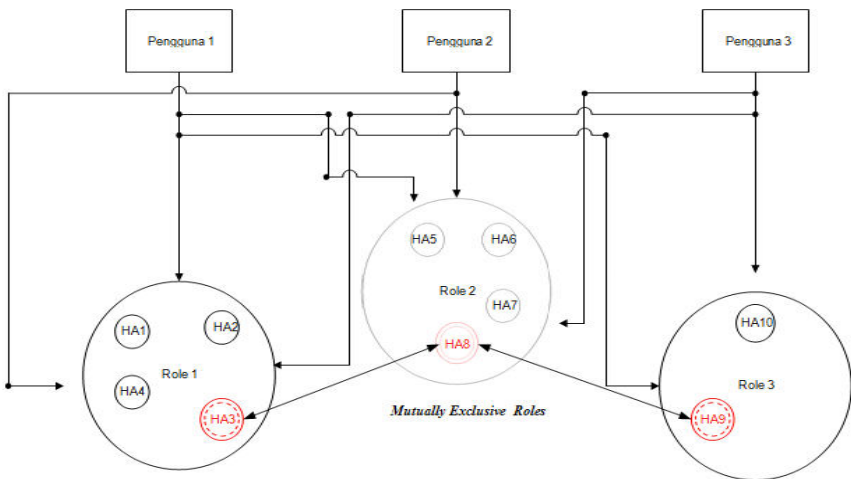 Pengguna 1
Pengguna 2
Pengguna 3
HA5
HA6
Role 2
HA7
HA8
HA1
HA2
Role 1
HA4
HA3
HA10
Role 3
HA9
Mutually Exclusive Roles